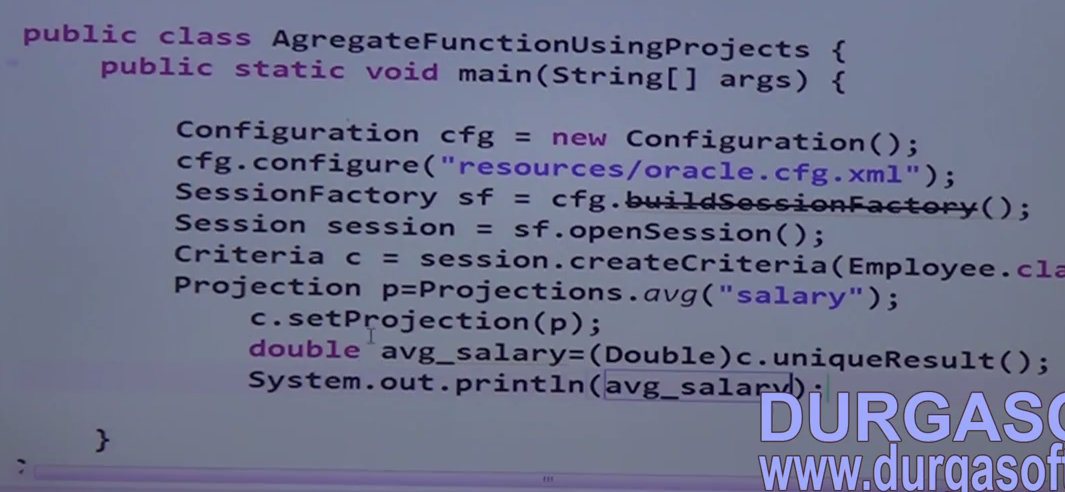 public class AgregateFunctionUsingProjects {
public static void main(String[] args) {
Configuration cfg = new Configuration();
cfg.configure("resources/oracle.cfg.xml");
SessionFactory sf = cfg.buildSessionFactory();
Session session = sf.openSession();
Criteria c = session.createCriteria(Employee.cla
Projection p=Projections.avg("salary");
c.setProjection(p);
double avg_salary=(Double)c.uniqueResult();
System.out.println(avg_salary);
}
DURGASO
www.durgasof